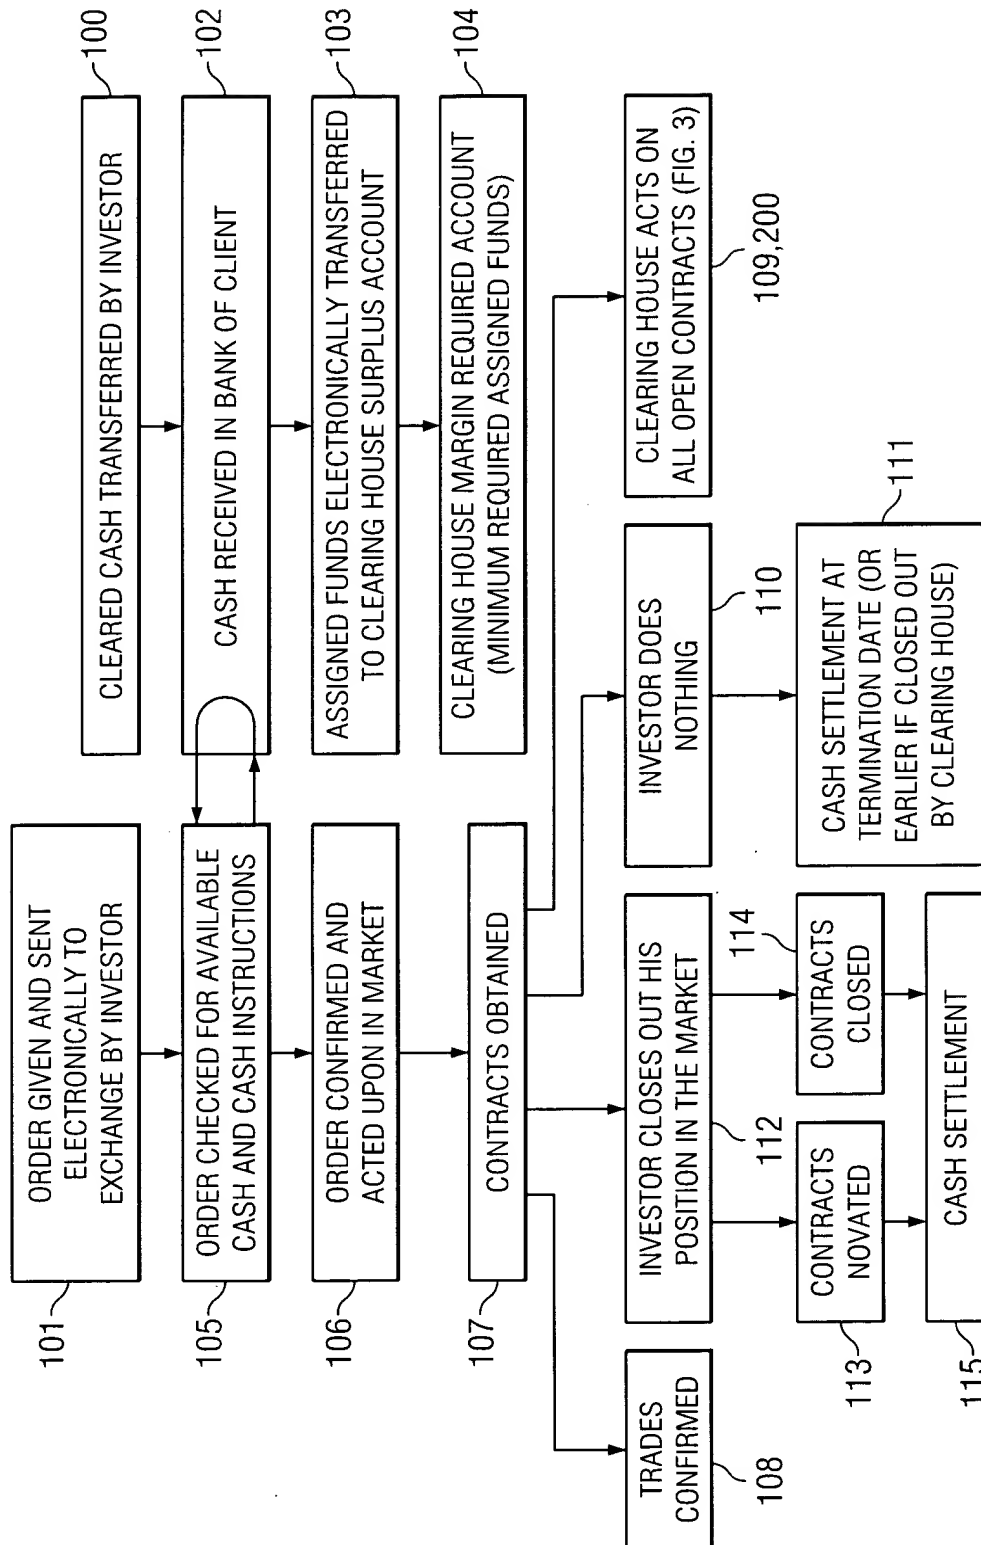 101
ORDER GIVEN AND SENT
ELECTRONICALLY TO
EXCHANGE BY INVESTOR
CLEARED CASH TRANSFERRED BY INVESTOR
100
105
ORDER CHECKED FOR AVAILABLE
CASH AND CASH INSTRUCTIONS
CASH RECEIVED IN BANK OF CLIENT
102
106
ORDER CONFIRMED AND
ACTED UPON IN MARKET
ASSIGNED FUNDS ELECTRONICALLY TRANSFERRED
TO CLEARING HOUSE SURPLUS ACCOUNT
103
107
CONTRACTS OBTAINED
CLEARING HOUSE MARGIN REQUIRED ACCOUNT
(MINIMUM REQUIRED ASSIGNED FUNDS)
104
TRADES
CONFIRMED
108
INVESTOR CLOSES OUT HIS
POSITION IN THE MARKET
112
INVESTOR DOES
NOTHING
110
CLEARING HOUSE ACTS ON
ALL OPEN CONTRACTS (FIG. 3)
109,200
113
CONTRACTS
NOVATED
CONTRACTS
CLOSED
114
CASH SETTLEMENT AT
TERMINATION DATE (OR
EARLIER IF CLOSED OUT
BY CLEARING HOUSE)
111
115
CASH SETTLEMENT